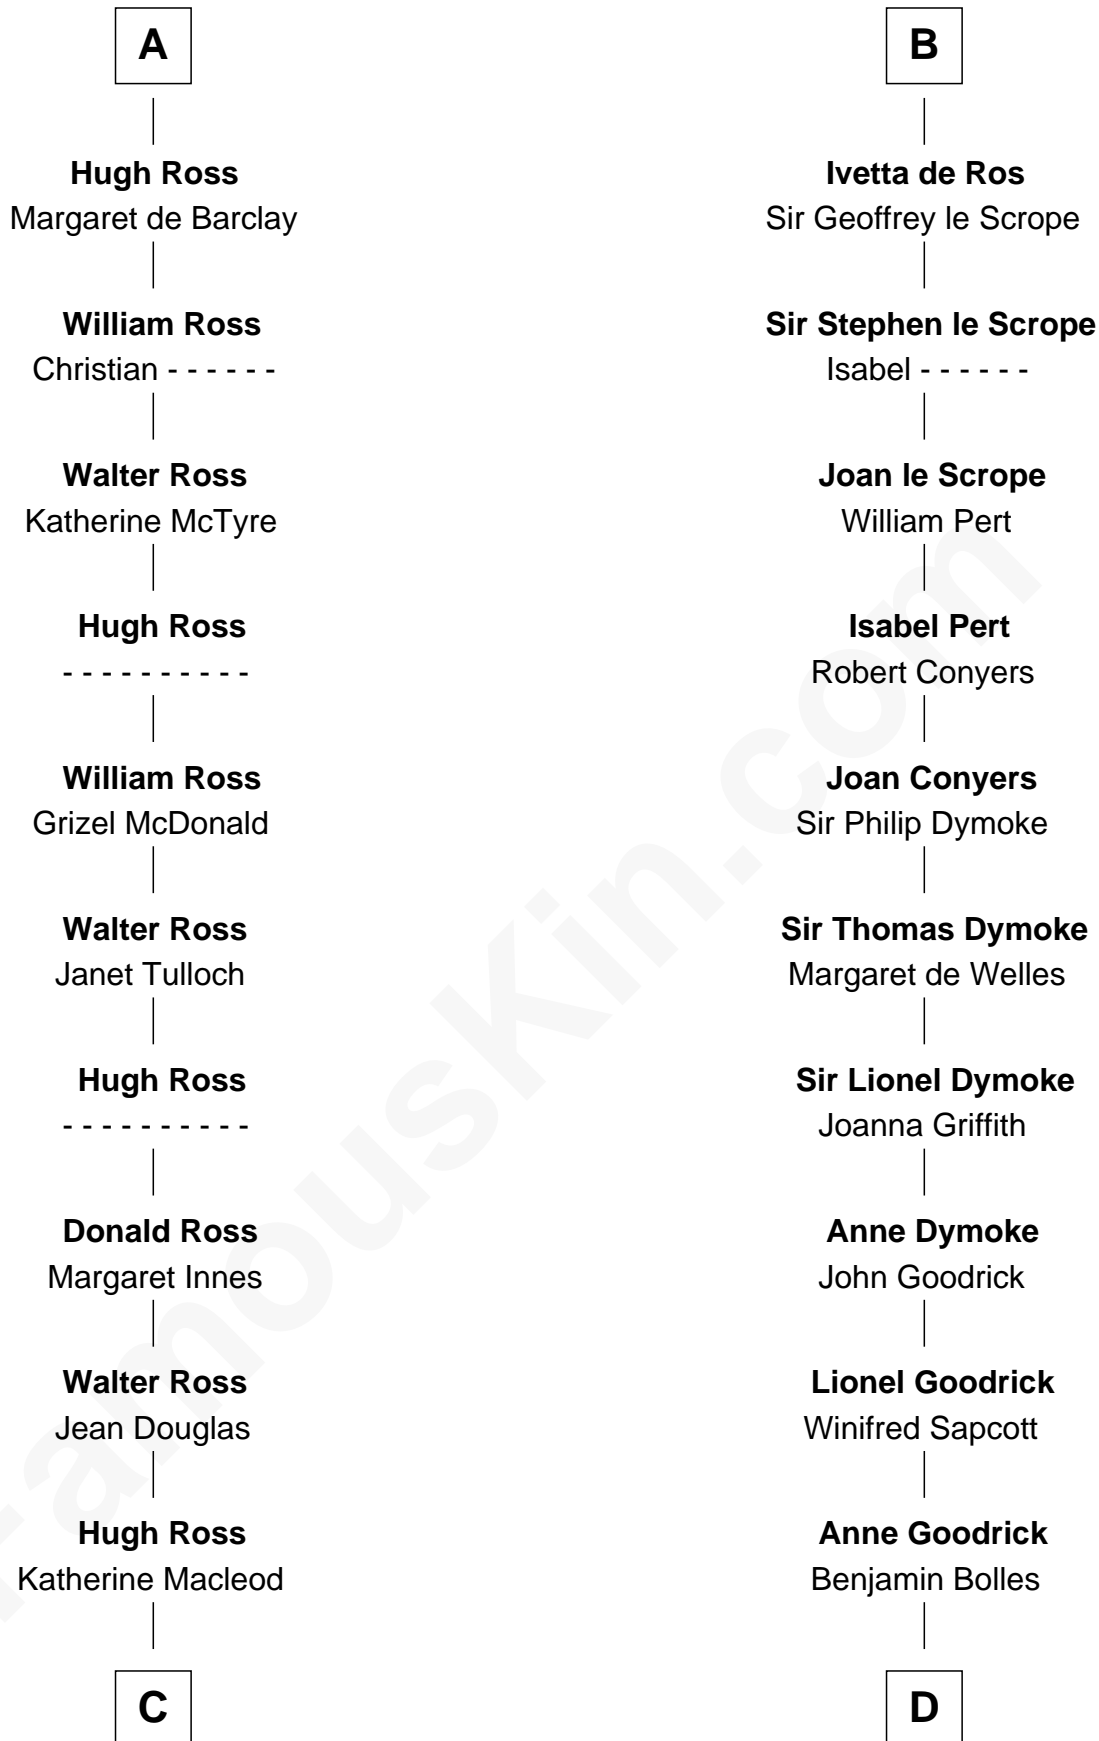 A
Hugh Ross
Margaret de Barclay
William Ross
Christian - - - - - -
Walter Ross
Katherine McTyre
Hugh Ross
- - - - - - - - - -
William Ross
Grizel McDonald
Walter Ross
Janet Tulloch
Hugh Ross
- - - - - - - - - -
Donald Ross
Margaret Innes
Walter Ross
Jean Douglas
Hugh Ross
Katherine Macleod
C
B
Ivetta de Ros
Sir Geoffrey le Scrope
Sir Stephen le Scrope
Isabel - - - - - -
Joan le Scrope
William Pert
Isabel Pert
Robert Conyers
Joan Conyers
Sir Philip Dymoke
Sir Thomas Dymoke
Margaret de Welles
Sir Lionel Dymoke
Joanna Griffith
Anne Dymoke
John Goodrick
Lionel Goodrick
Winifred Sapcott
Anne Goodrick
Benjamin Bolles
D
FamousKin.com